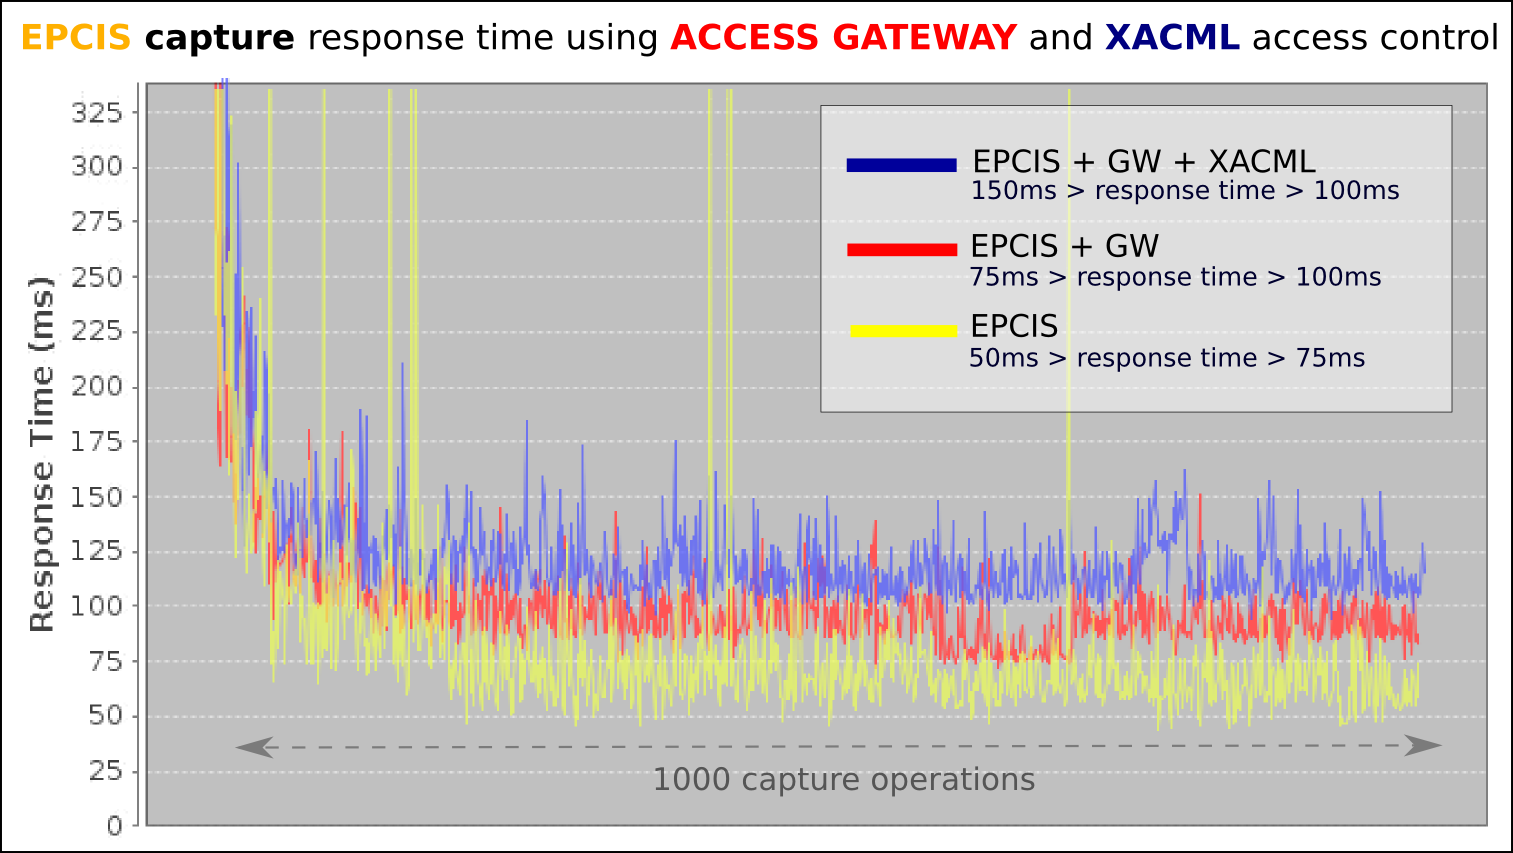 EPCIS capture response time using ACCESS GATEWAY and XACML access control
Response Time (ms)
325
300
275
250
225
200
175
150
125
100
75
50
25
0
EPCIS + GW + XACML
150ms > response time > 100ms
EPCIS + GW
75ms > response time > 100ms
EPCIS
50ms > response time > 75ms
1000 capture operations